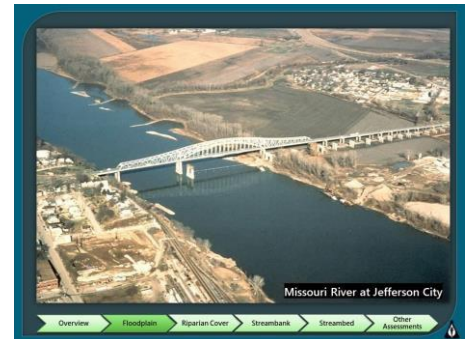 Missouri River at Jefferson City
Overview
Floodplain
Riparian Cover
Streambank
Streambed
Other
Assessments